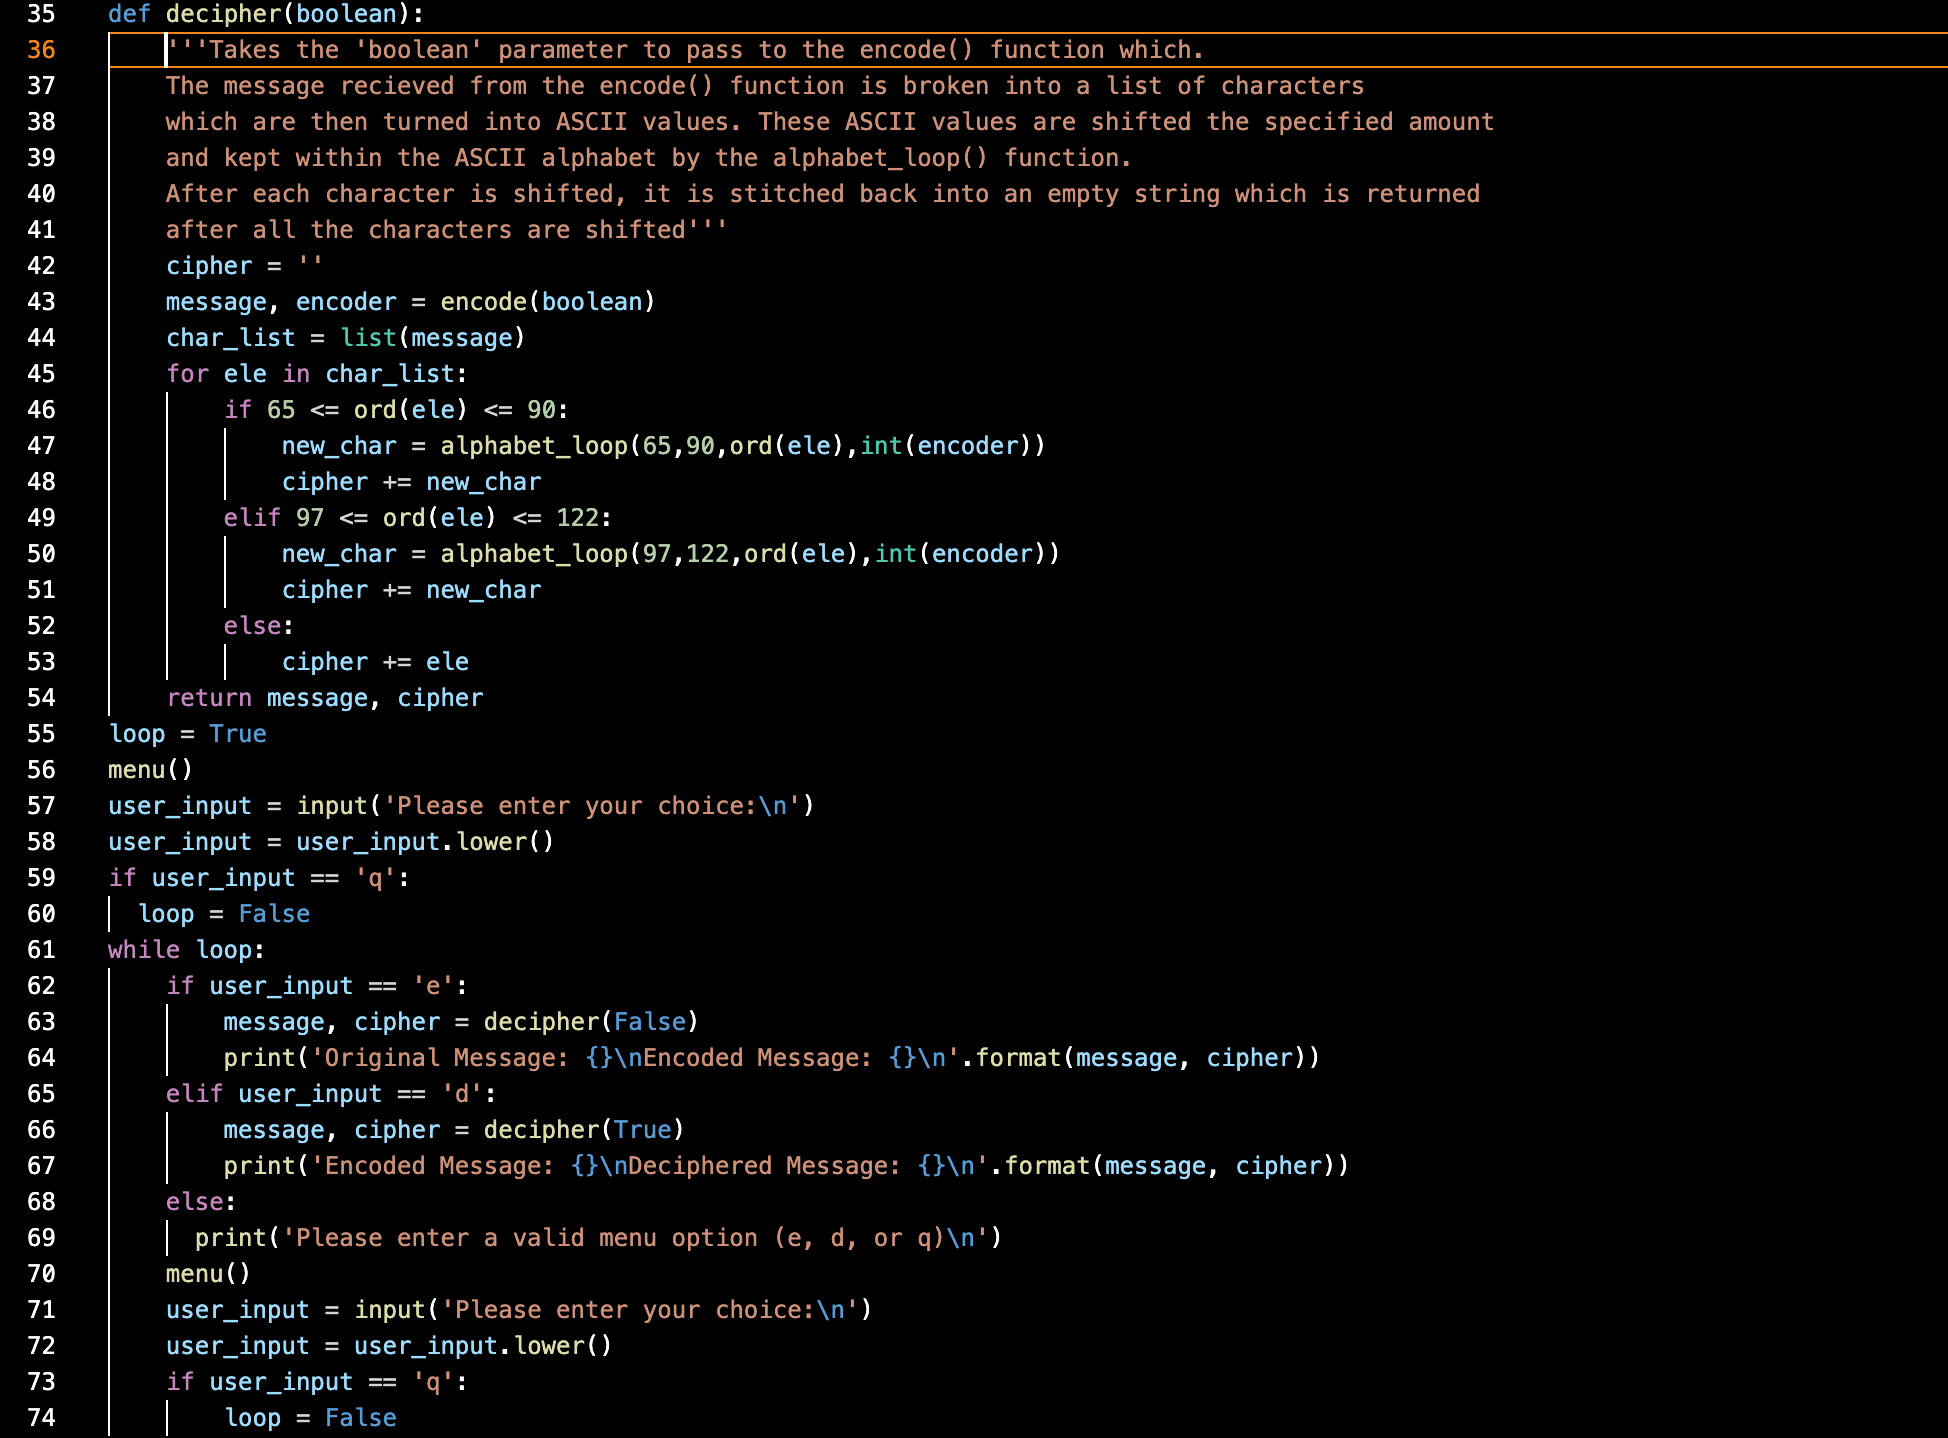 35 def decipher(boolean):
36     '''Takes the 'boolean' parameter to pass to the encode() function which.
37     The message recieved from the encode() function is broken into a list of characters
38     which are then turned into ASCII values. These ASCII values are shifted the specified amount
39     and kept within the ASCII alphabet by the alphabet_loop() function.
40     After each character is shifted, it is stitched back into an empty string which is returned
41     after all the characters are shifted'''
42     cipher = ''
43     message, encoder = encode(boolean)
44     char_list = list(message)
45     for ele in char_list:
46         if 65 <= ord(ele) <= 90:
47             new_char = alphabet_loop(65,90,ord(ele),int(encoder))
48             cipher += new_char
49         elif 97 <= ord(ele) <= 122:
50             new_char = alphabet_loop(97,122,ord(ele),int(encoder))
51             cipher += new_char
52         else:
53             cipher += ele
54     return message, cipher
55 loop = True
56 menu()
57 user_input = input('Please enter your choice:\n')
58 user_input = user_input.lower()
59 if user_input == 'q':
60   loop = False
61 while loop:
62     if user_input == 'e':
63         message, cipher = decipher(False)
64         print('Original Message: {}\nEncoded Message: {}\n'.format(message, cipher))
65     elif user_input == 'd':
66         message, cipher = decipher(True)
67         print('Encoded Message: {}\nDeciphered Message: {}\n'.format(message, cipher))
68     else:
69       print('Please enter a valid menu option (e, d, or q)\n')
70     menu()
71     user_input = input('Please enter your choice:\n')
72     user_input = user_input.lower()
73     if user_input == 'q':
74         loop = False